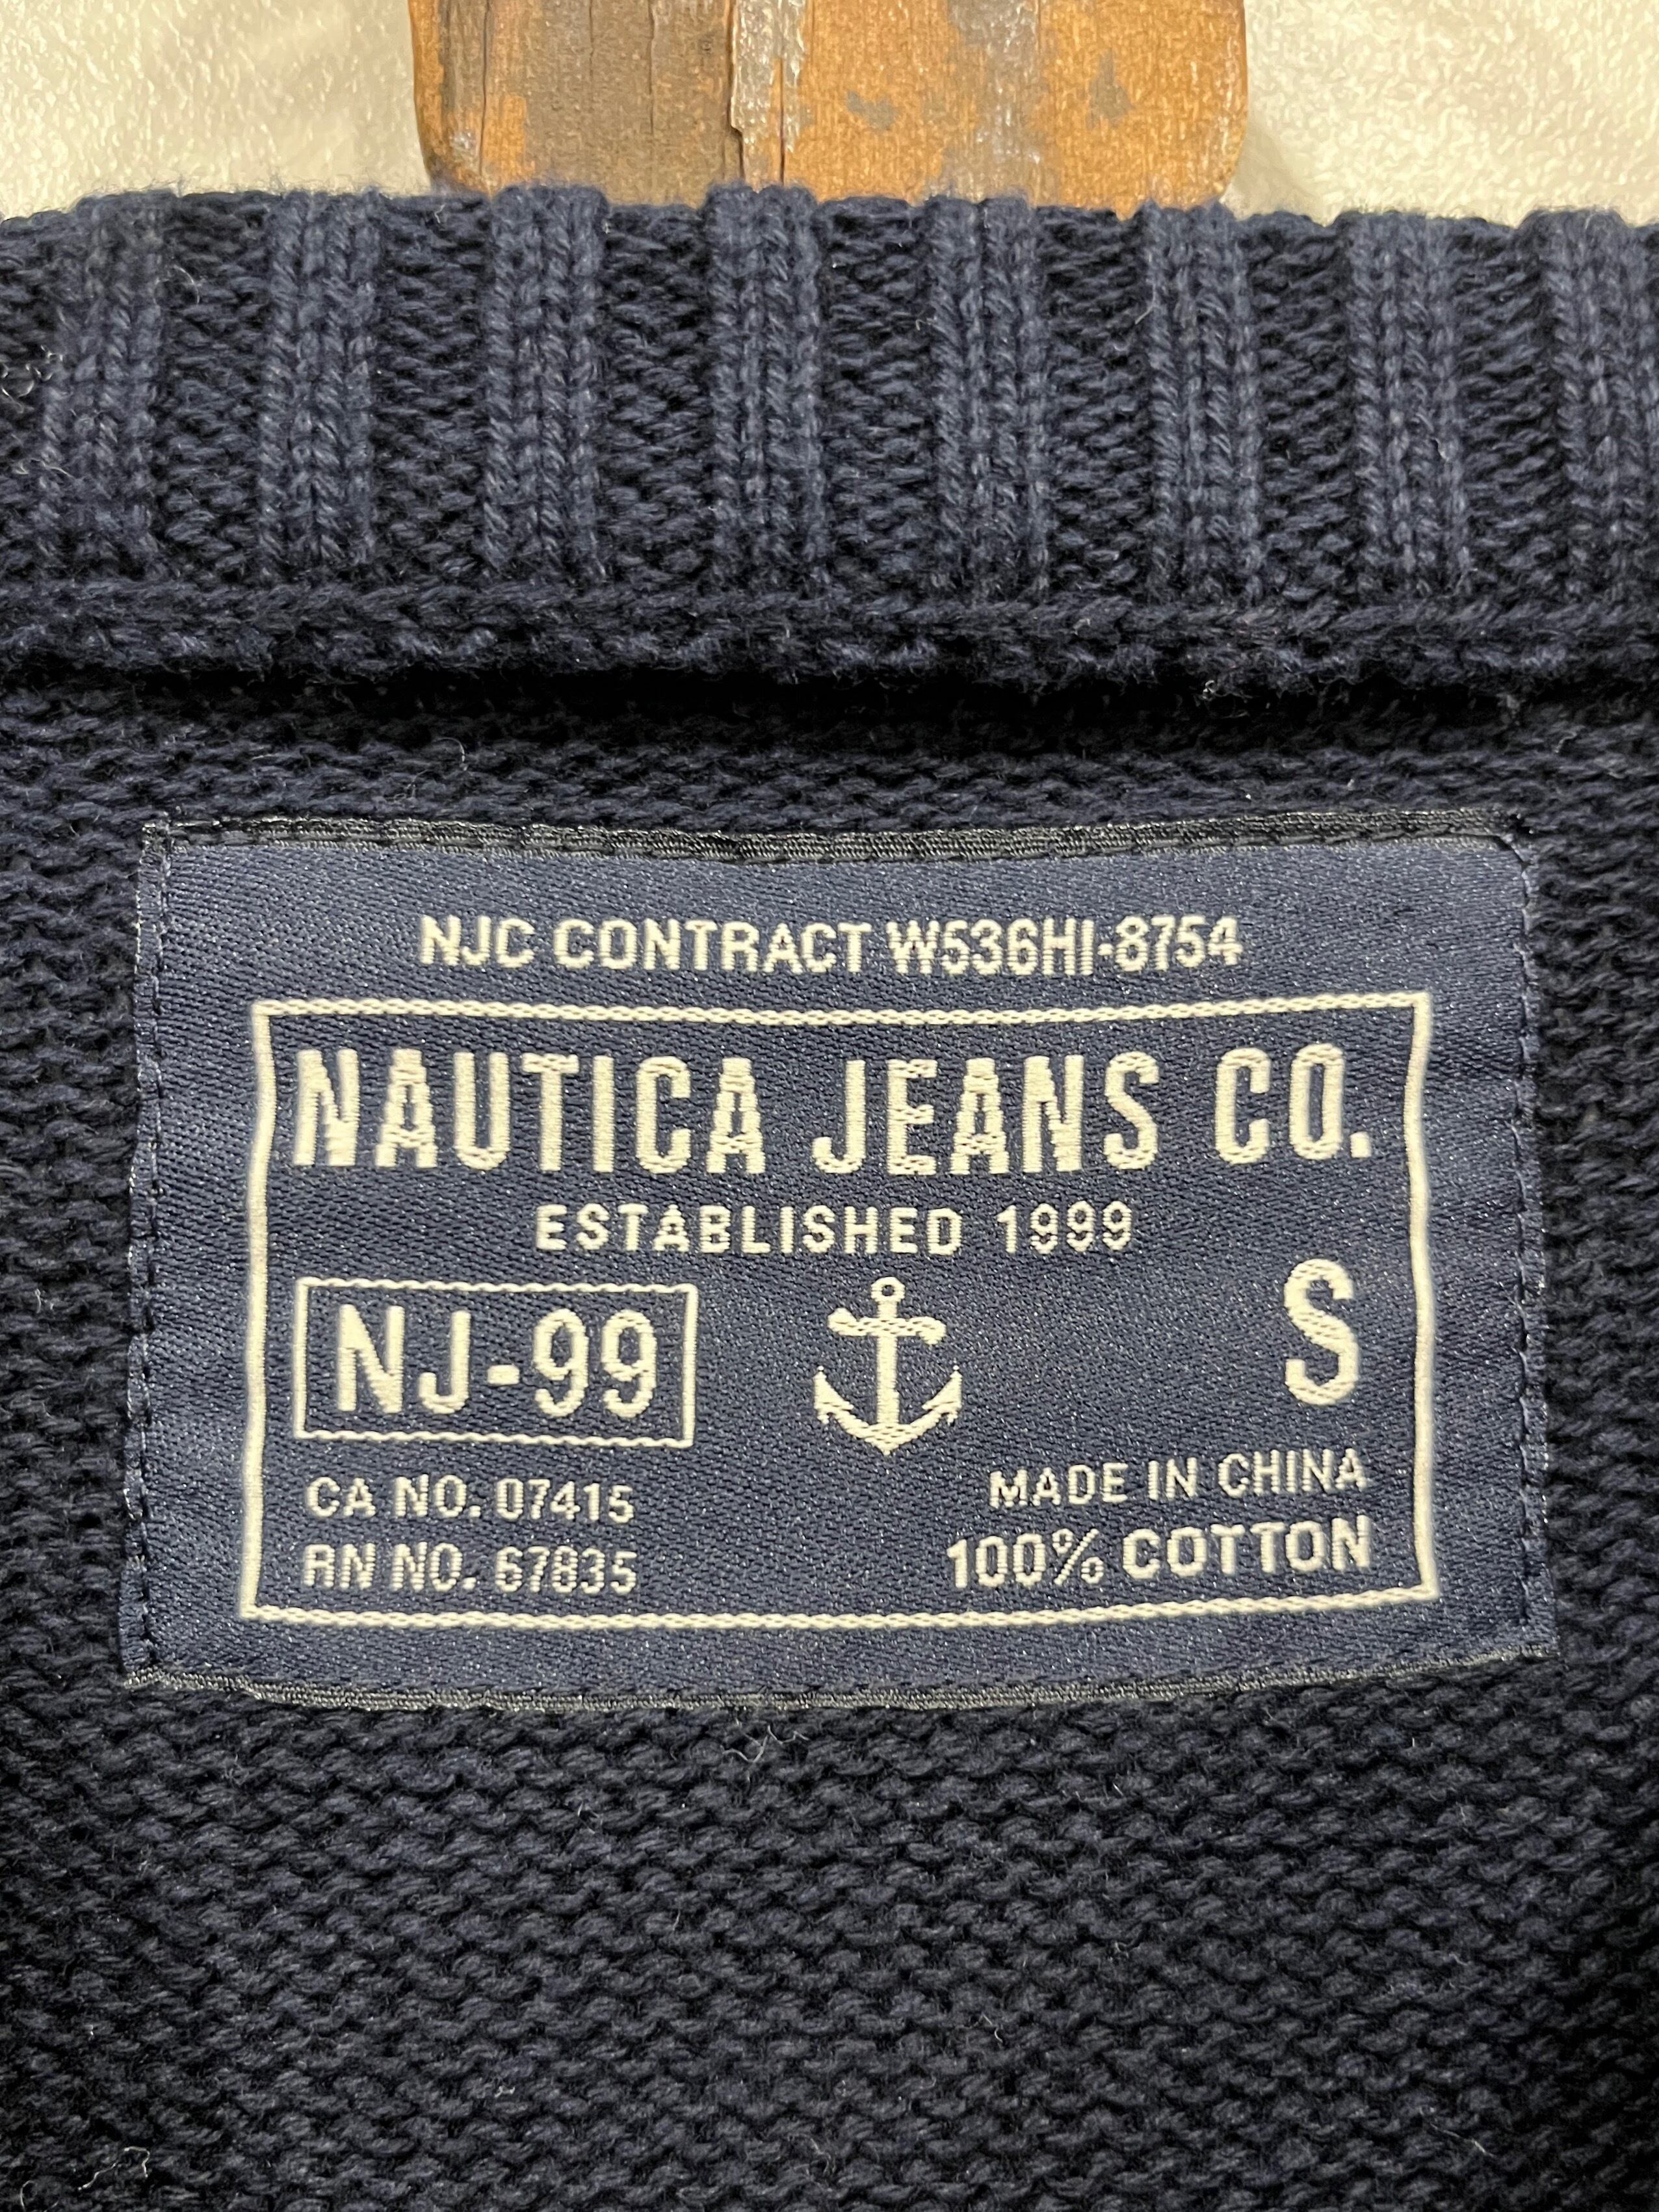 NJC CONTRACT W536HI-8754
NAUTICA JEANS CO.
ESTABLISHED 1999
NJ-99
S
CA NO. 07415
RN NO. 67835
MADE IN CHINA
100% COTTON